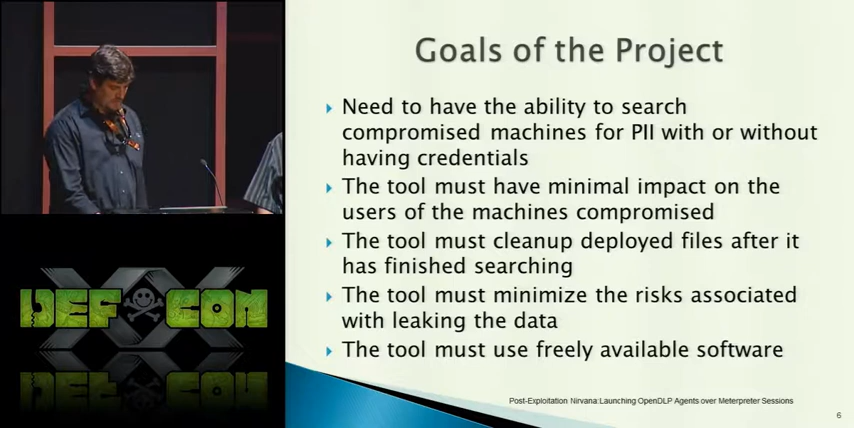 Goals of the Project
Need to have the ability to search
compromised machines for PII with or without
having credentials
The tool must have minimal impact on the
users of the machines compromised
The tool must cleanup deployed files after it
has finished searching
The tool must minimize the risks associated
with leaking the data
The tool must use freely available software
DEF CON
XX
Post-Exploitation Nirvana:Launching OpenDLP Agents over Meterpreter Sessions
6